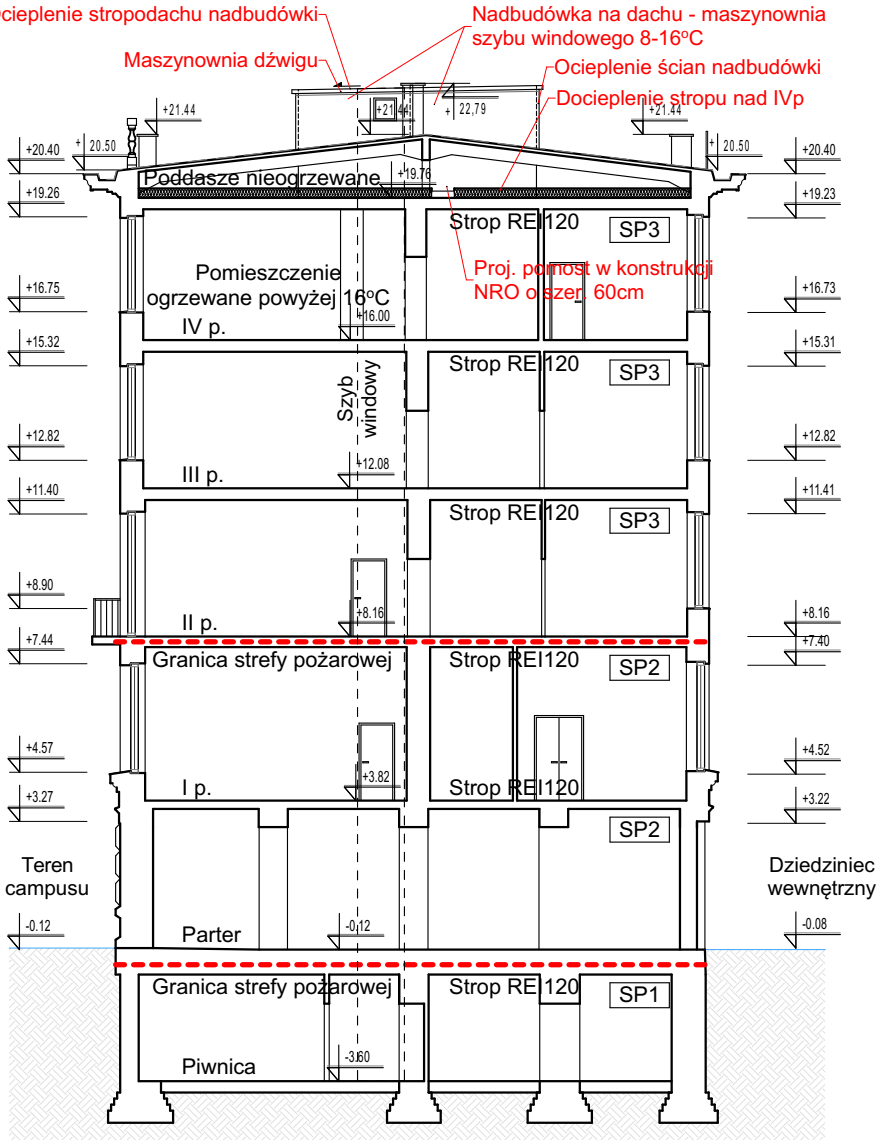 Ocieplenie stropodachu nadbudówki
Nadbudówka na dachu - maszynownia
szybu windowego 8-16°C
Maszynownia dźwigu
Ocieplenie ścian nadbudówki
Docieplenie stropu nad IVp
+21.44
+21.44
+ 22,79
+21.44
+20.40
+ 20.50
+ 20.50
+20.40
Poddasze nieogrzewane
+19.76
+19.26
+19.23
Strop REI120
SP3
Pomieszczenie
ogrzewane powyżej 16°C
Proj. pomost w konstrukcji
NRO o szer. 60cm
+16.75
+16.73
IV p.
+16.00
+15.32
+15.31
Strop REI120
SP3
Szyb
windowy
+12.82
+12.82
III p.
+12.08
+11.40
+11.41
Strop REI120
SP3
+8.90
II p.
+8.16
+8.16
+7.44
+7.40
Granica strefy pożarowej
Strop REI120
SP2
+4.57
+4.52
I p.
+3.82
Strop REI120
+3.27
+3.22
SP2
Teren
campusu
Dziedziniec
wewnętrzny
-0.12
Parter
-0.12
-0.08
Granica strefy pożarowej
Strop REI120
SP1
Piwnica
-3.60